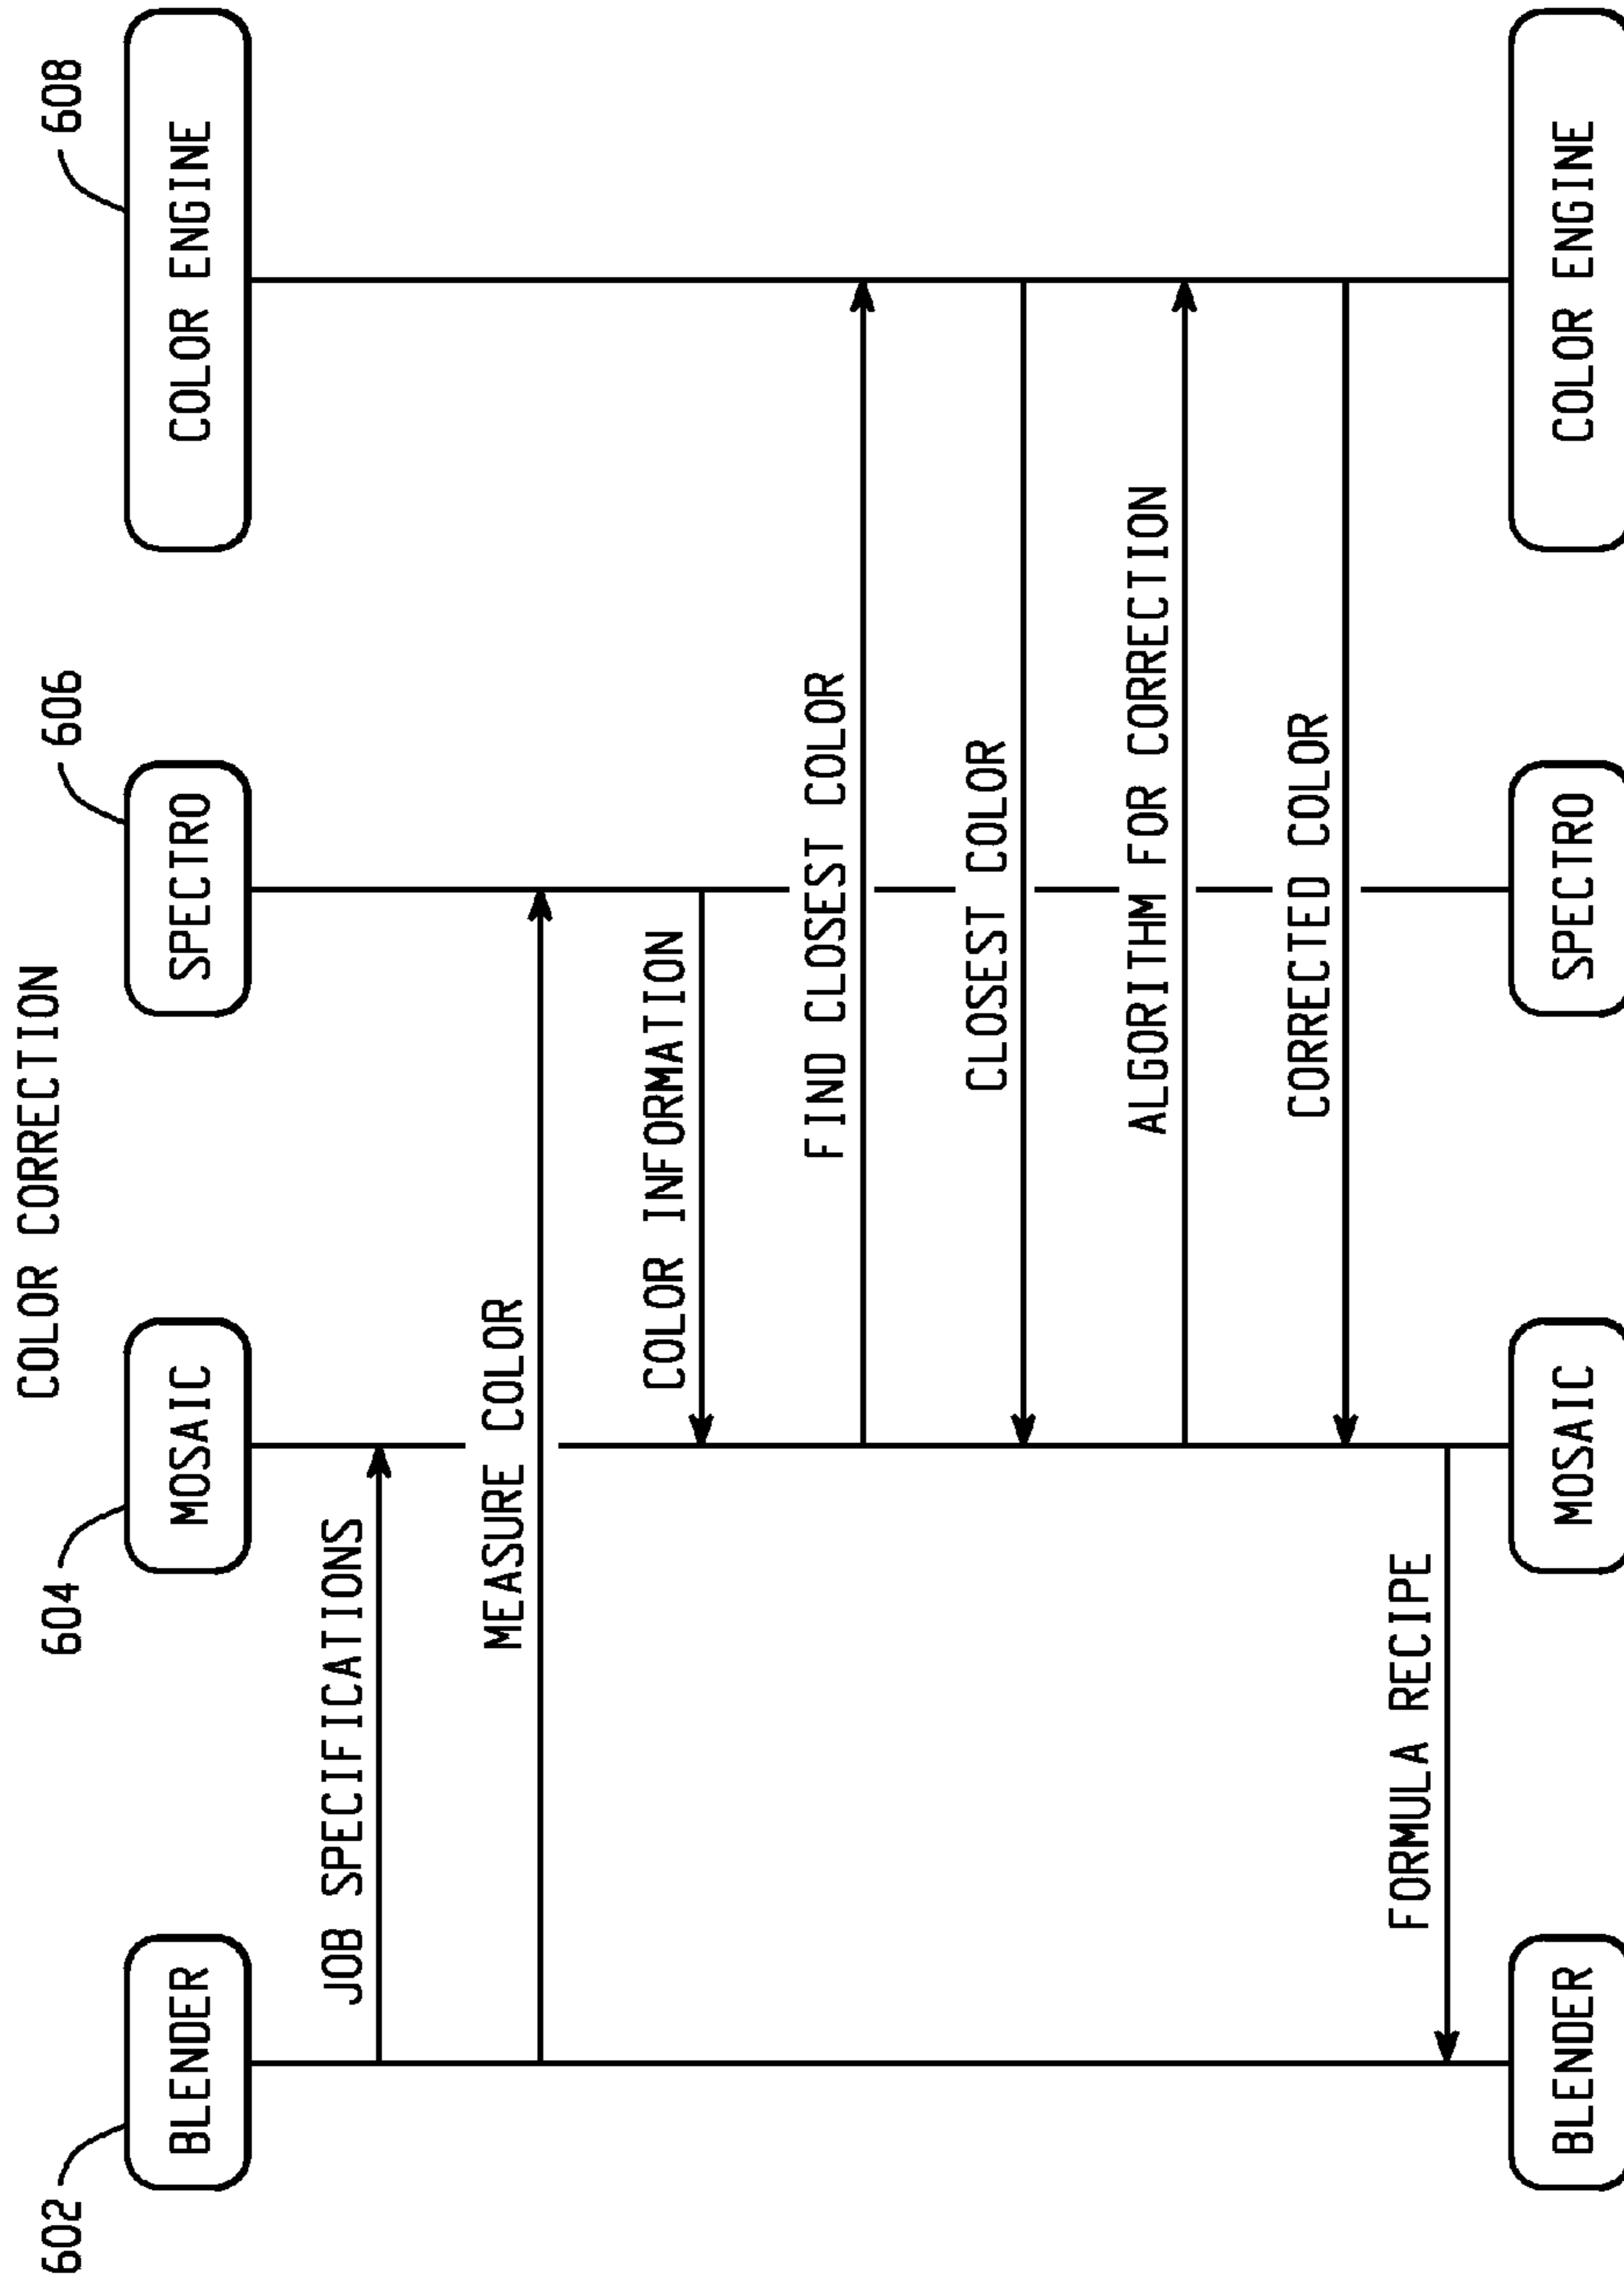 COLOR CORRECTION
602
604
606
608
BLENDER
MOSAIC
SPECTRO
COLOR ENGINE
JOB SPECIFICATIONS
MEASURE COLOR
COLOR INFORMATION
FIND CLOSEST COLOR
CLOSEST COLOR
ALGORITHM FOR CORRECTION
CORRECTED COLOR
FORMULA RECIPE
BLENDER
MOSAIC
SPECTRO
COLOR ENGINE